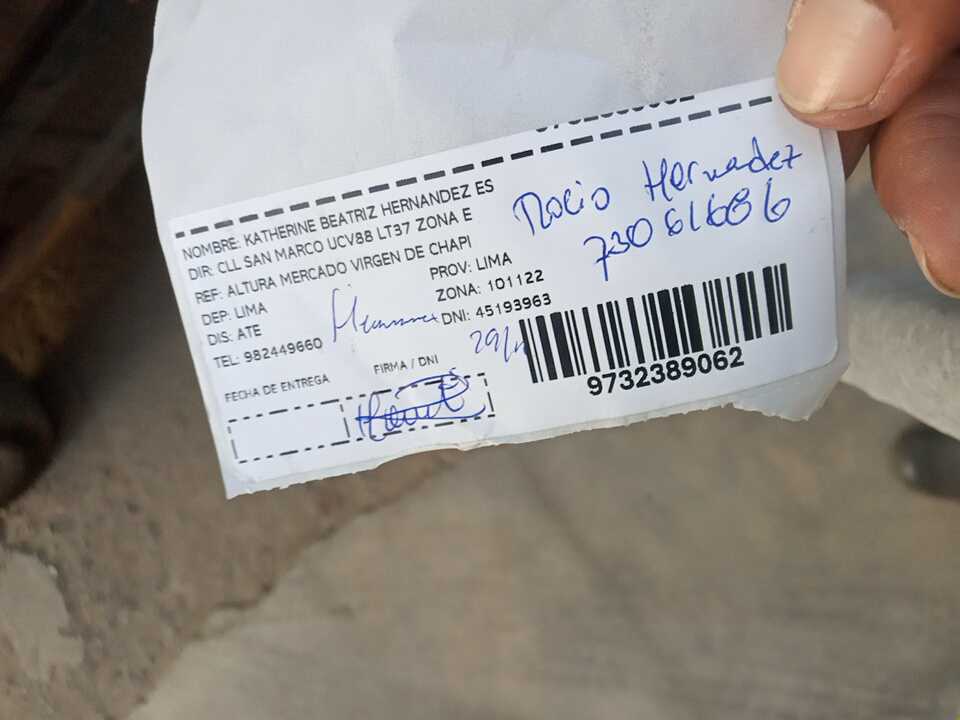 NOMBRE: KATHERINE BEATRIZ HERNANDEZ ES
DIR: CLL SAN MARCO UCV88 LT37 ZONA E
REF: ALTURA MERCADO VIRGEN DE CHAPI
DEP: LIMA PROV: LIMA
DIS: ATE ZONA: 101122
TEL: 982449660 DNI: 45193963
FECHA DE ENTREGA FIRMA / DNI
Rocio Hernadez
73061686
9732389062